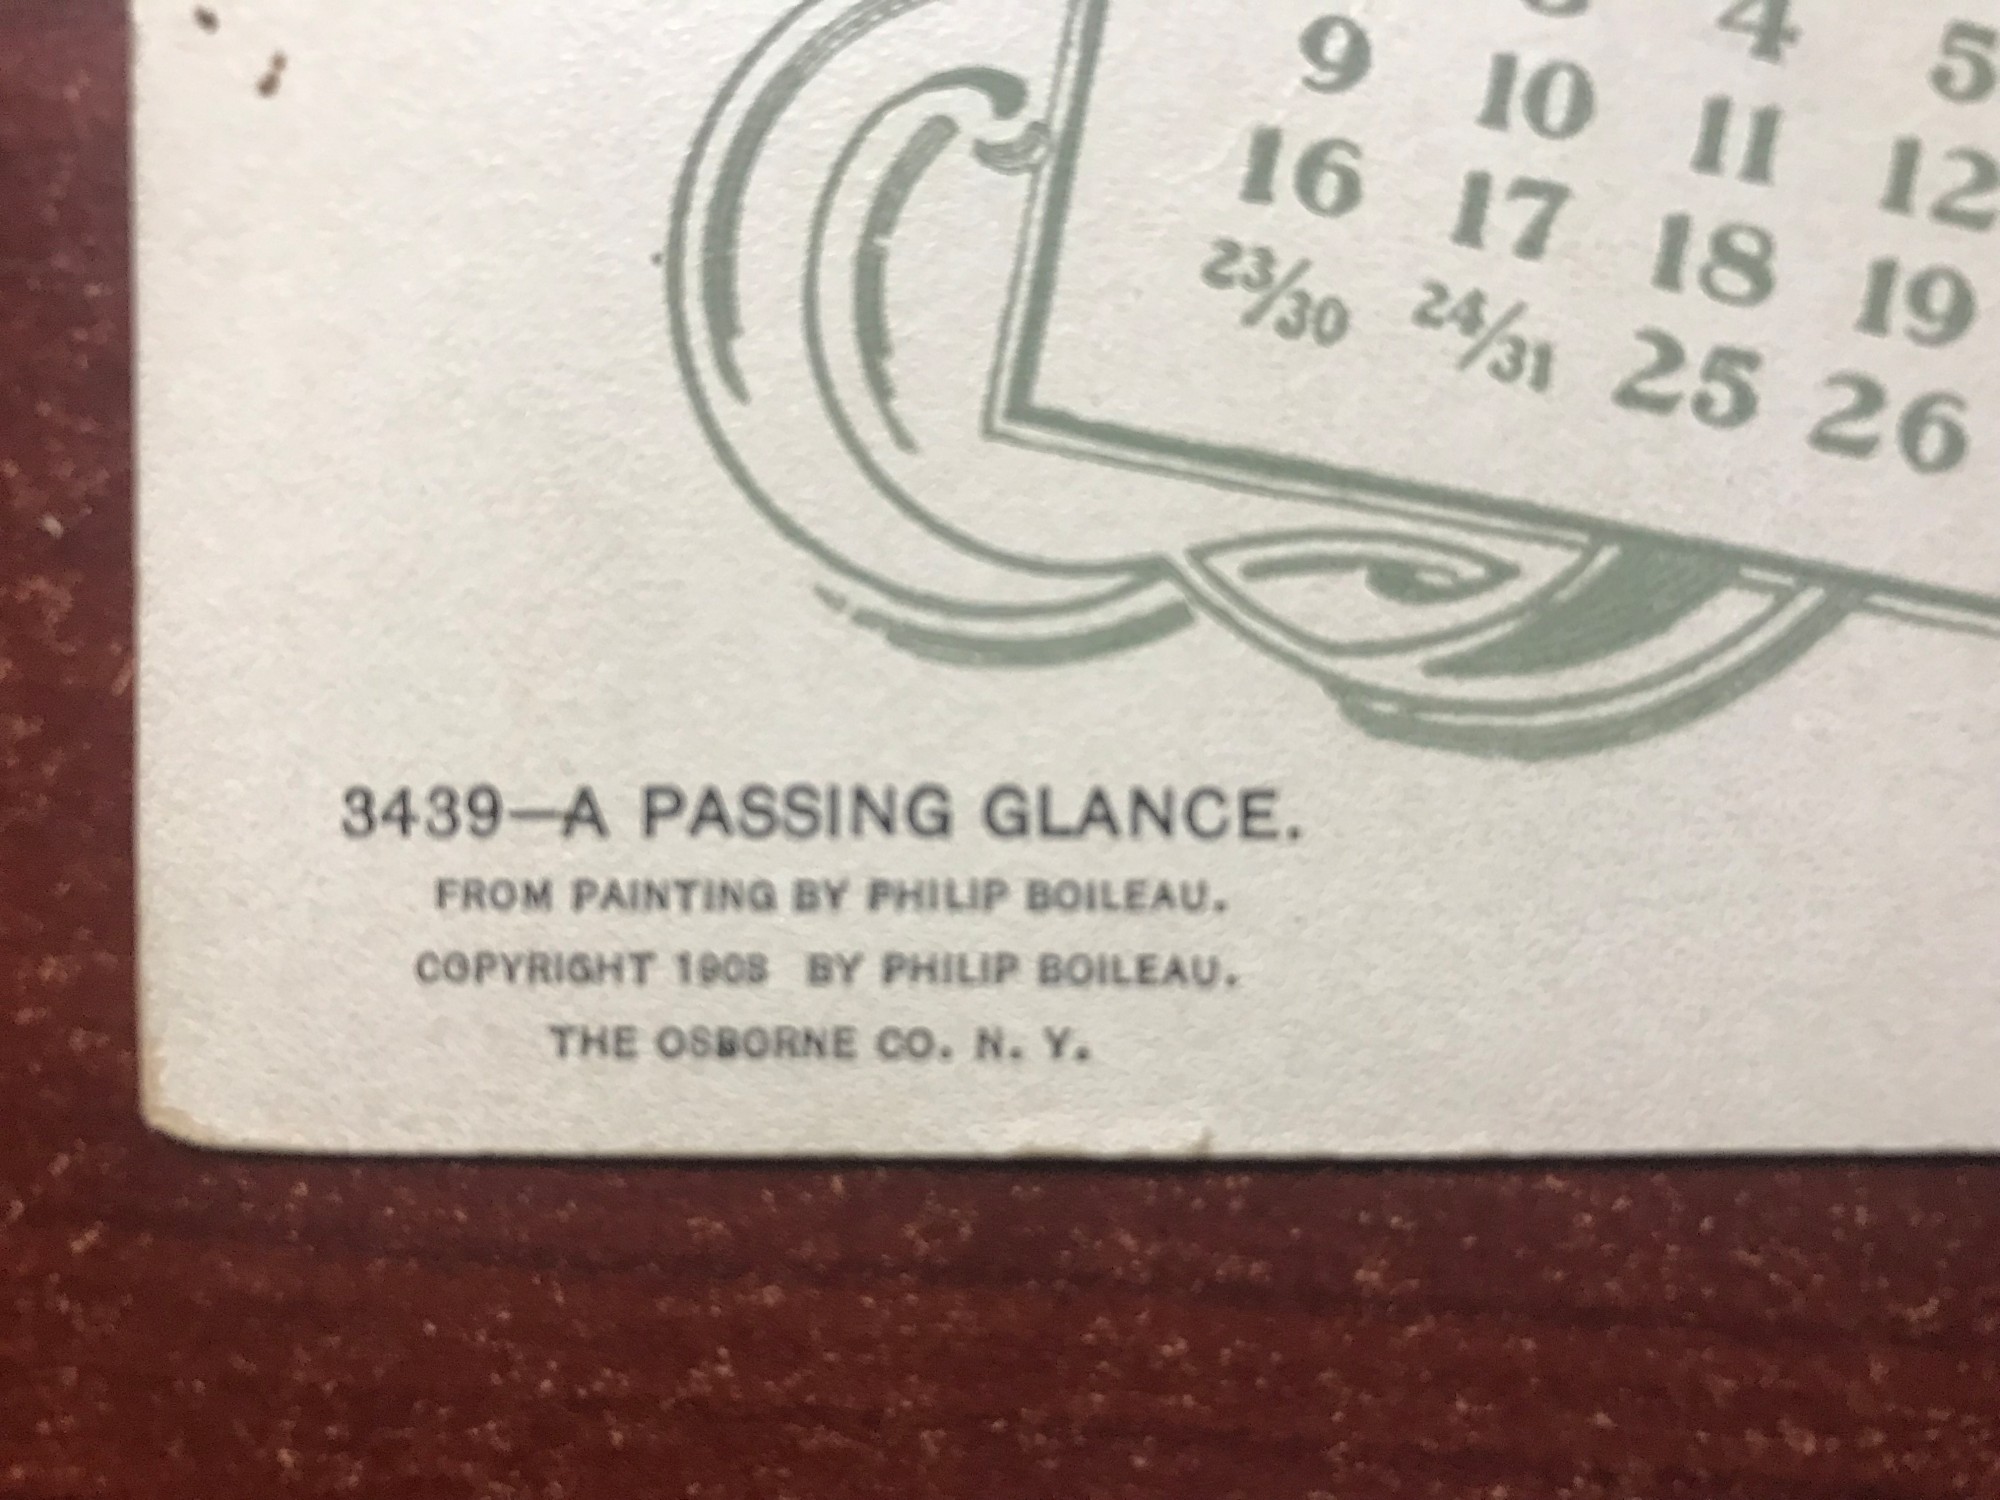 3 4 5
9 10 11 12
16 17 18 19
23/30 24/31 25 26
3439—A PASSING GLANCE.
FROM PAINTING BY PHILIP BOILEAU.
COPYRIGHT 1908 BY PHILIP BOILEAU.
THE OSBORNE CO. N. Y.